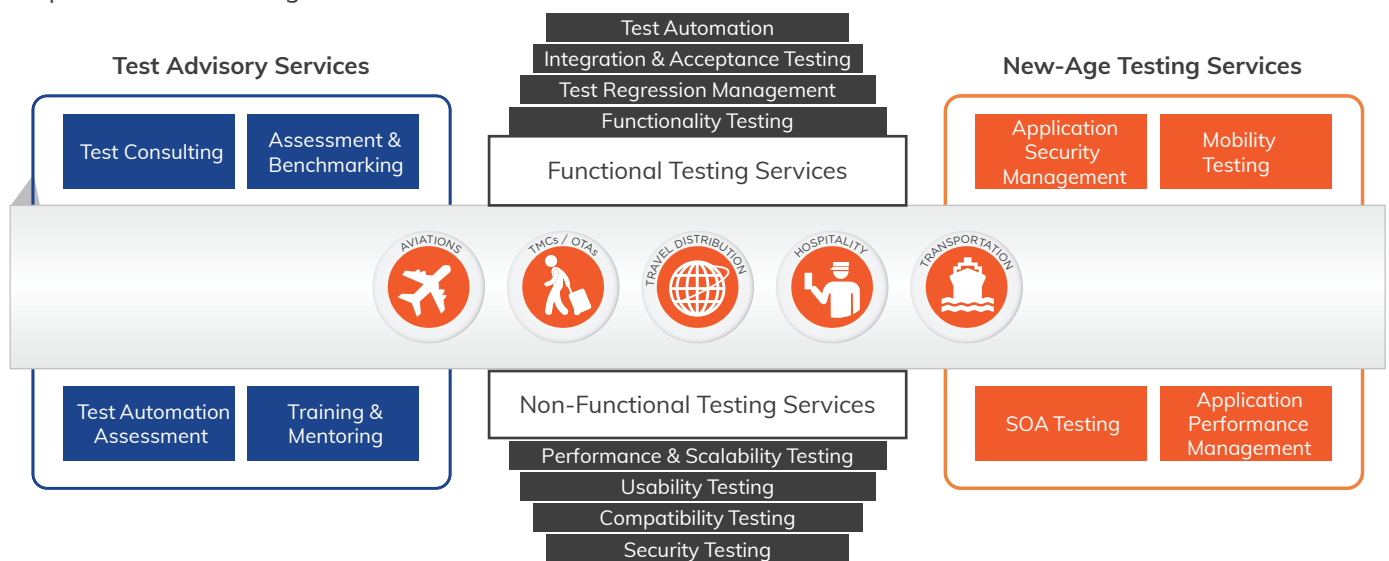 Test Automation
Integration & Acceptance Testing
Test Regression Management
Functionality Testing
Functional Testing Services
Test Advisory Services
Test Consulting
Assessment &
Benchmarking
New-Age Testing Services
Application
Security
Management
Mobility
Testing
AVIATIONS
TMCs / OTAs
TRAVEL DISTRIBUTION
HOSPITALITY
TRANSPORTATION
Test Automation
Assessment
Training &
Mentoring
Non-Functional Testing Services
Performance & Scalability Testing
Usability Testing
Compatibility Testing
Security Testing
SOA Testing
Application
Performance
Management